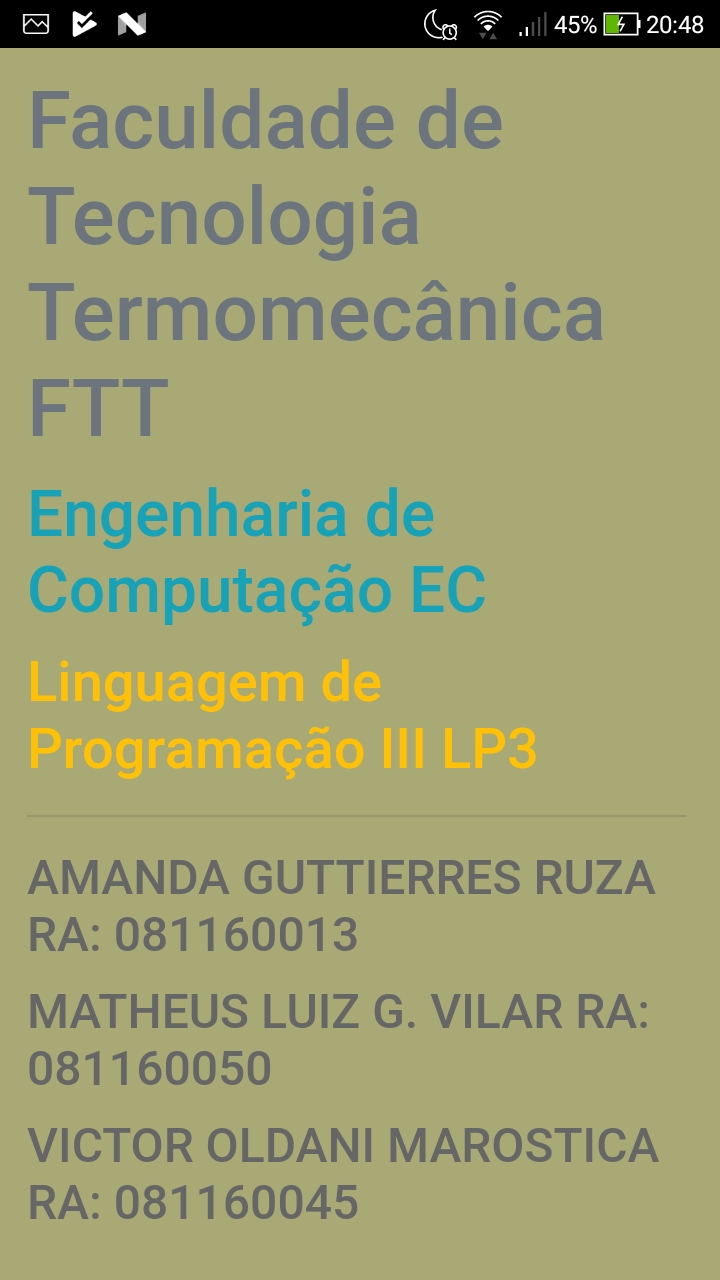 45% 20:48
Faculdade de
Tecnologia
Termomecânica
FTT
Engenharia de
Computação EC
Linguagem de
Programação III LP3
AMANDA GUTTIERRES RUZA
RA: 081160013
MATHEUS LUIZ G. VILAR RA:
081160050
VICTOR OLDANI MAROSTICA
RA: 081160045